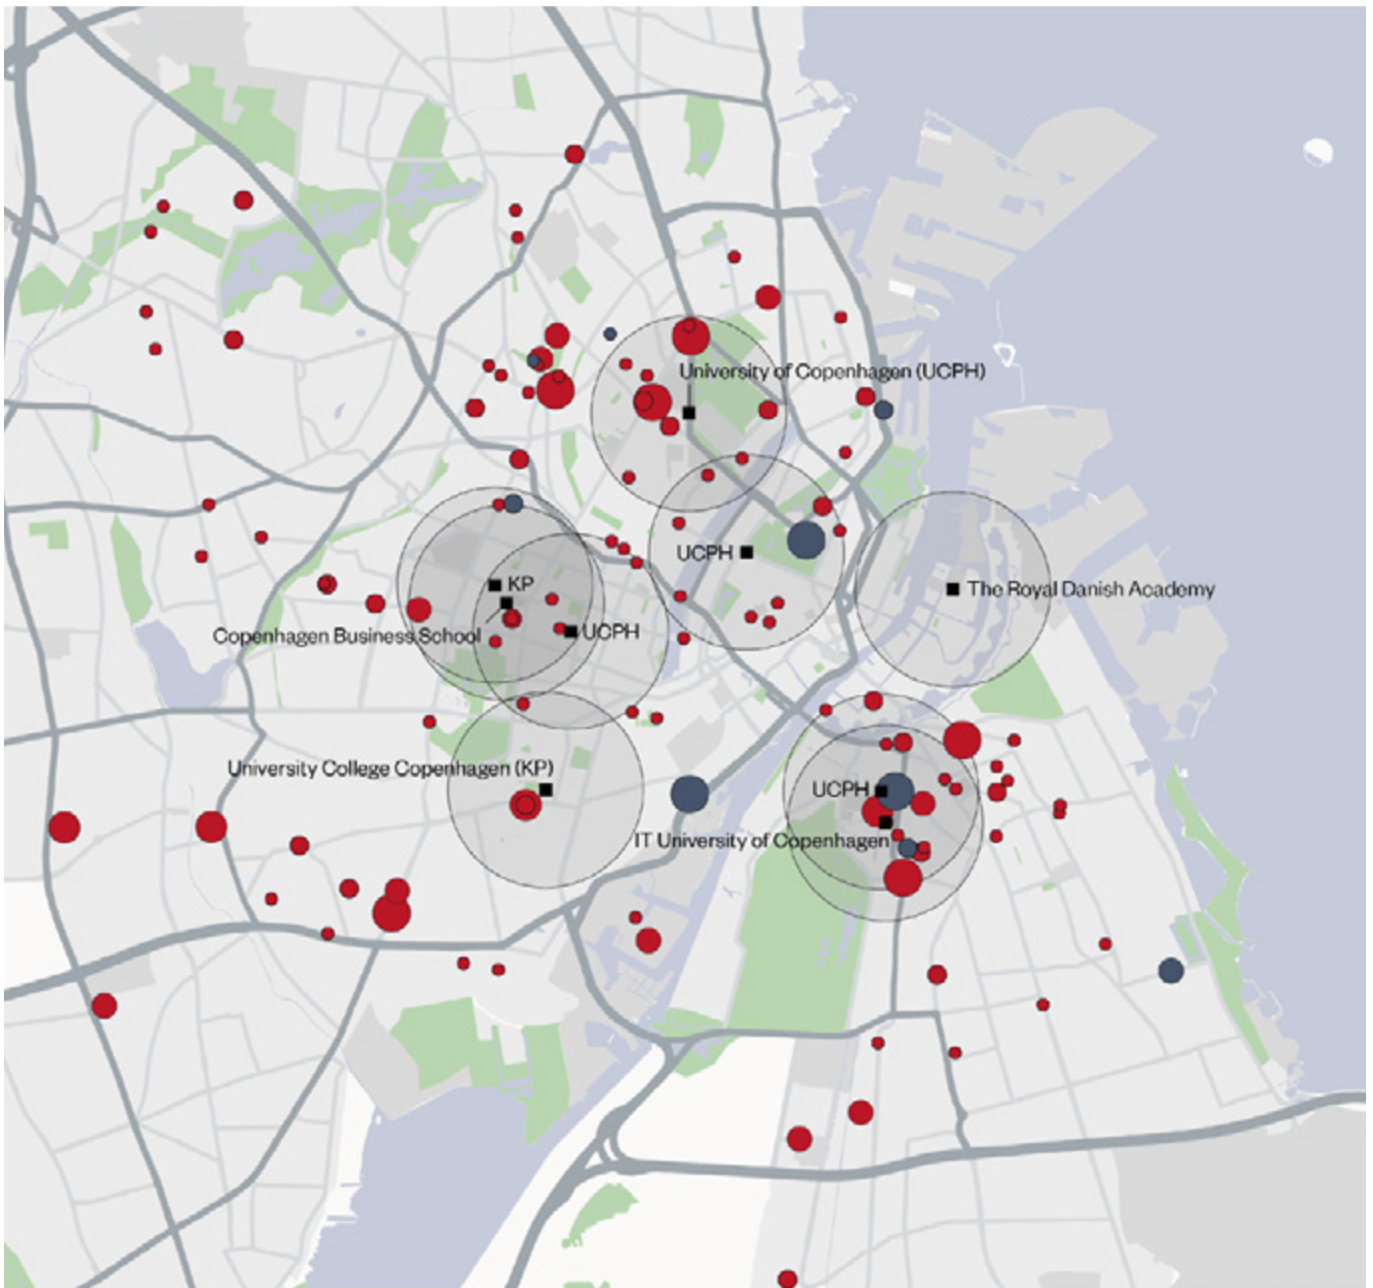 University of Copenhagen (UCPH)
UCPH
KP
The Royal Danish Academy
Copenhagen Business School
UCPH
University College Copenhagen (KP)
UCPH
IT University of Copenhagen